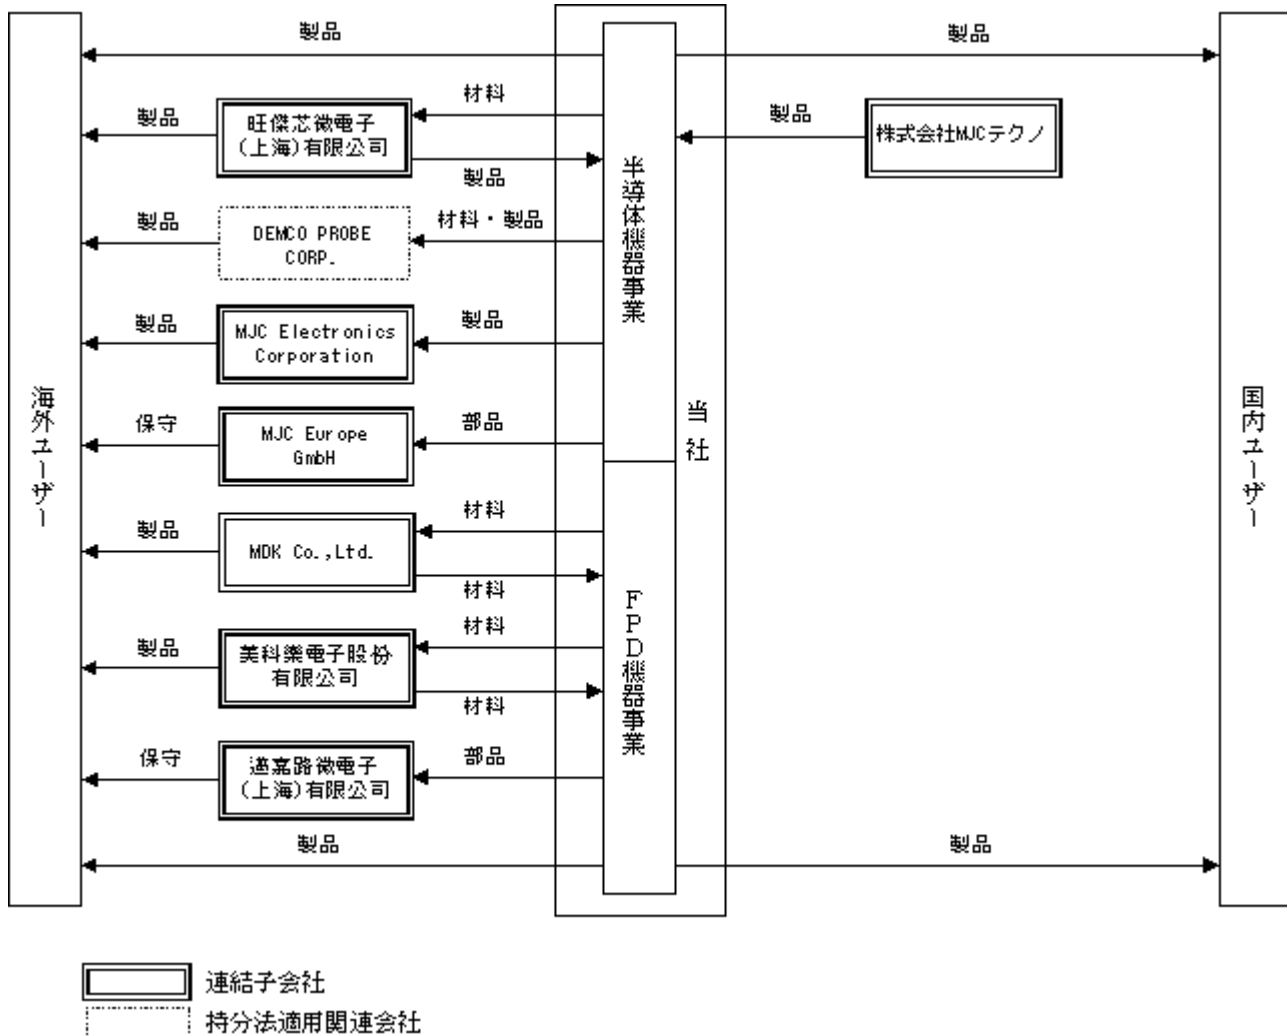 製品
製品
材料
製品
旺傑芯微電子
（上海）有限公司
製品
株式会社MJCテクノ
製品
材料・製品
製品
DEMCO PROBE
CORP.
半導体機器事業
製品
製品
MJC Electronics
Corporation
海外ユーザー
当社
国内ユーザー
保守
部品
MJC Europe
GmbH
材料
製品
MDK Co.,Ltd.
材料
FPD機器事業
材料
製品
美科樂電子股份
有限公司
材料
保守
部品
邁嘉路微電子
（上海）有限公司
製品
製品
連結子会社
持分法適用関連会社